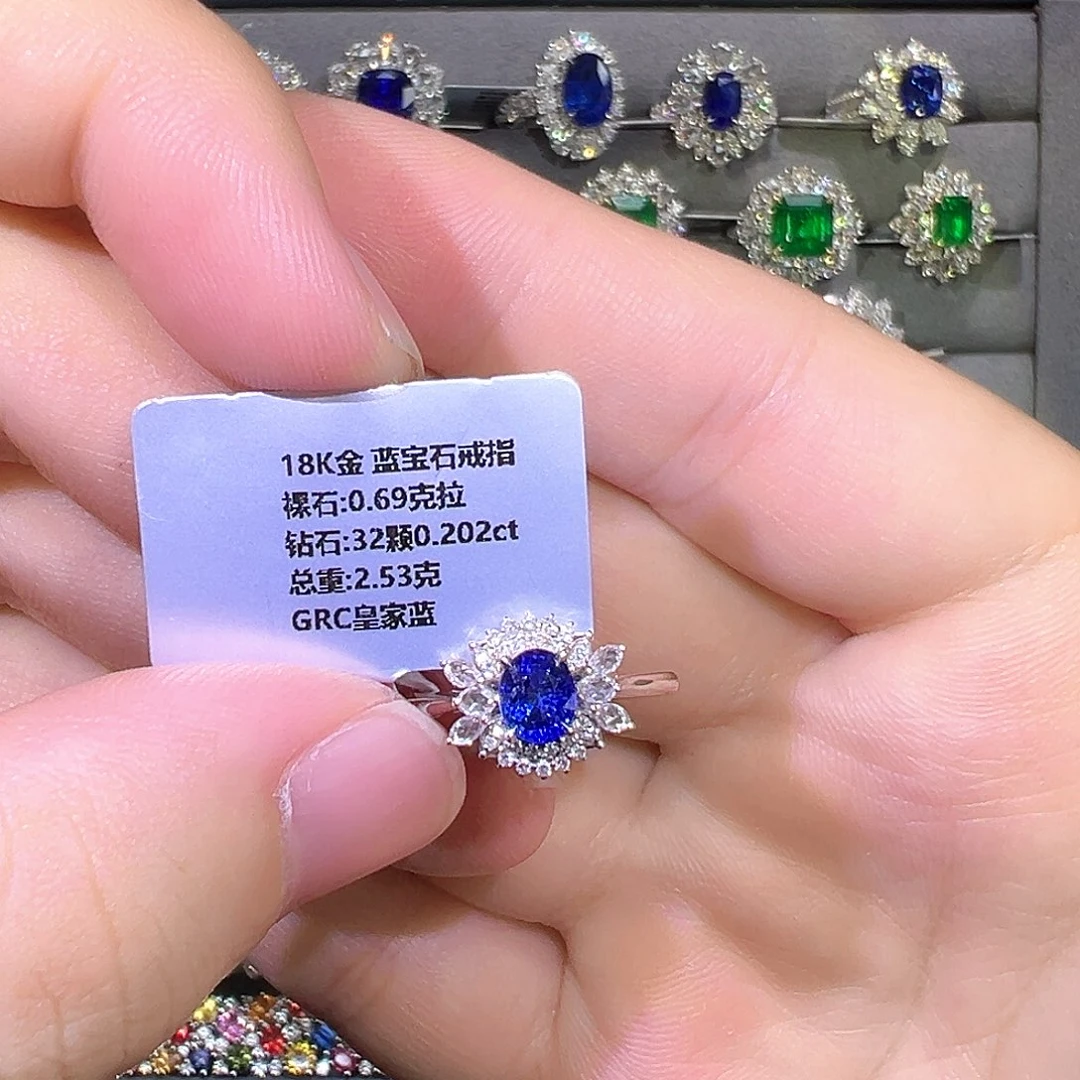 18K金 蓝宝石戒指
裸石:0.69克拉
钻石:32颗0.202ct
总重:2.53克
GRC皇家蓝